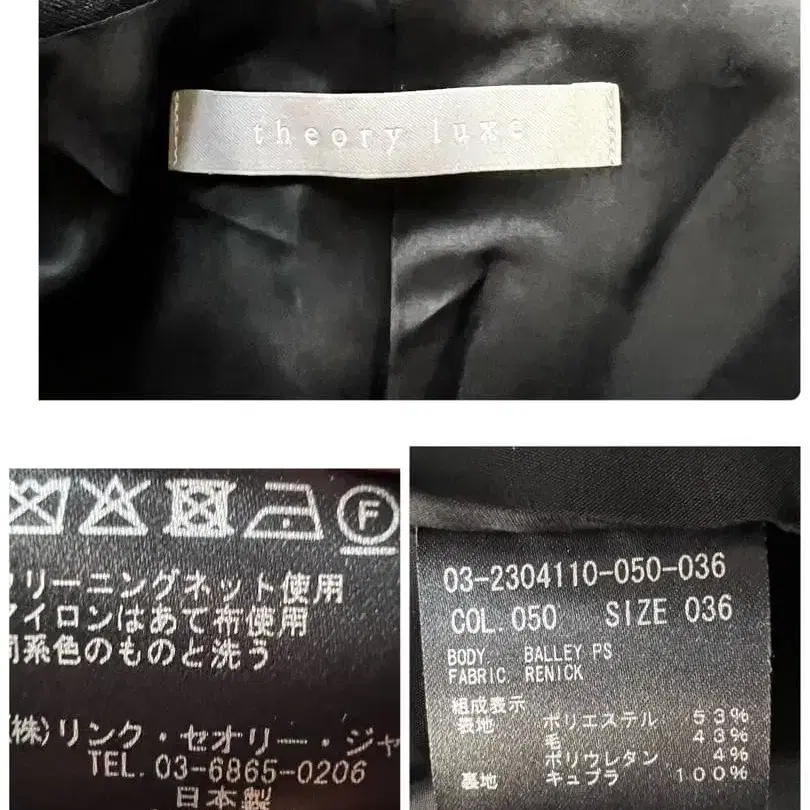 theory luxe
F
リーニングネット使用
イロンはあて布使用
同系色のものと洗う
(株)リンク・セオリー・ジャ
TEL. 03-6865-0206
日本製
03-2304110-050-036
COL. 050 SIZE 036
BODY BALLEY PS
FABRIC RENICK
組成表示
表地 ポリエステル 53%
毛 43%
ポリウレタン 4%
裏地 キュプラ 100%